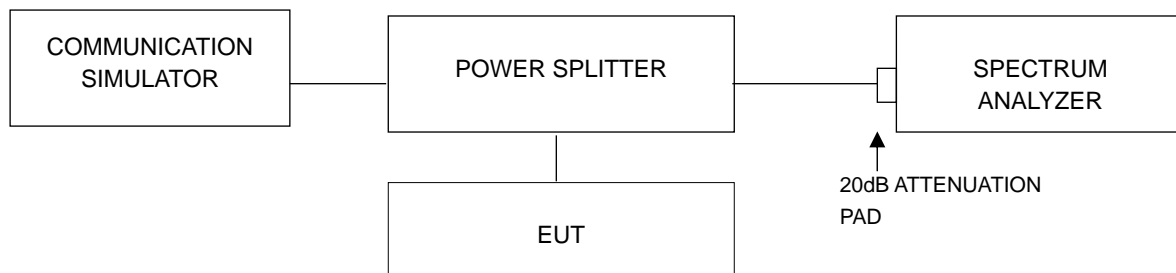 COMMUNICATION
SIMULATOR
POWER SPLITTER
SPECTRUM
ANALYZER
20dB ATTENUATION
PAD
EUT